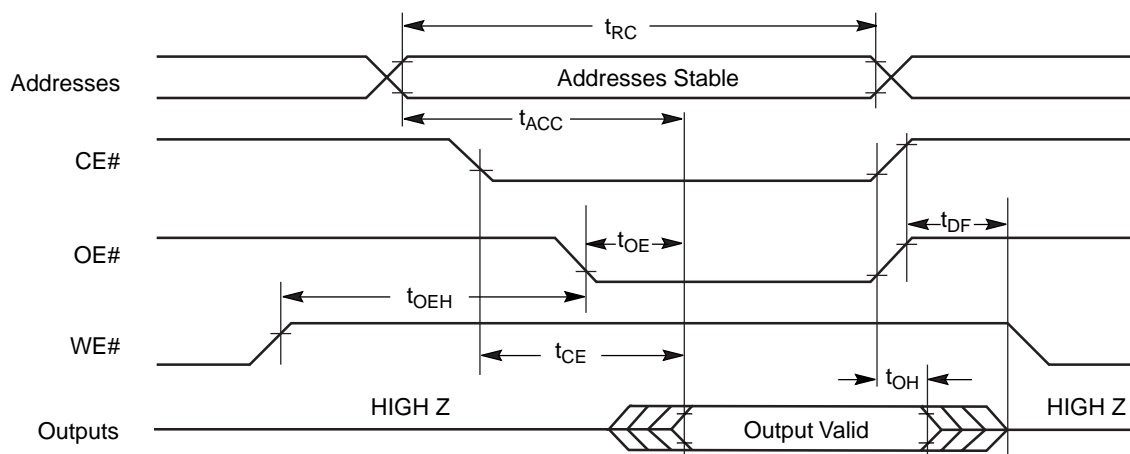 tRC
Addresses
Addresses Stable
tACC
CE#
tDF
OE#
tOE
tOEH
WE#
tCE
tOH
HIGH Z
HIGH Z
Outputs
Output Valid